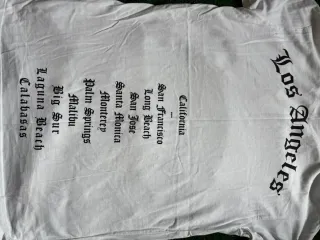 Los Angeles
California
San Francisco
Long Beach
San Jose
Santa Monica
Monterey
Palm Springs
Malibu
Big Sur
Laguna Beach
Calabasas